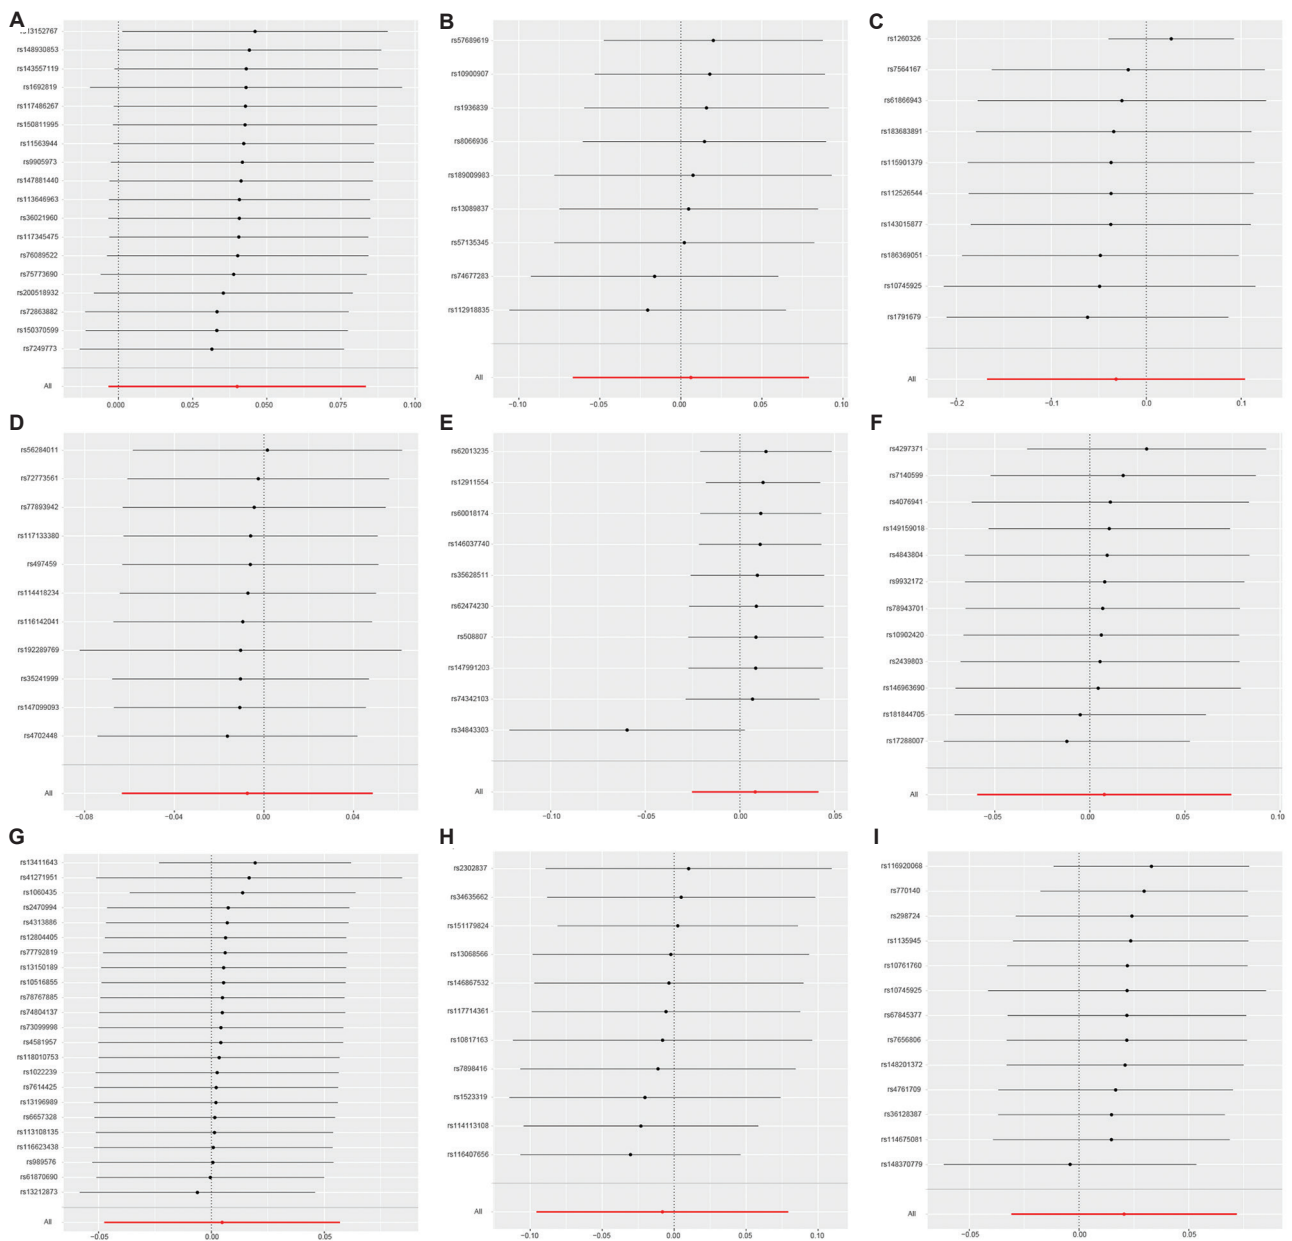 A
rs13152767
rs148930853
rs143557119
rs1692819
rs117486267
rs150811995
rs11563944
rs9905973
rs147881440
rs113646963
rs36021960
rs117345475
rs76089522
rs75773690
rs200518932
rs72863882
rs150370599
rs7249773
All
0.000 0.025 0.050 0.075 0.100
B
rs57689619
rs10900907
rs1936839
rs8066936
rs189009983
rs13089837
rs57135345
rs74677283
rs112918835
All
−0.10 −0.05 0.00 0.05 0.10
C
rs1260326
rs7564167
rs61866943
rs183683891
rs115901379
rs112526544
rs143015877
rs186369051
rs10745925
rs1791679
All
−0.2 −0.1 0.0 0.1
D
rs56284011
rs72773561
rs77893942
rs117133380
rs497459
rs114418234
rs116142041
rs192289769
rs35241999
rs147099093
rs4702448
All
−0.08 −0.04 0.00 0.04
E
rs62013235
rs12911554
rs60018174
rs146037740
rs35628511
rs62474230
rs508807
rs147991203
rs74342103
rs34843303
All
−0.10 −0.05 0.00 0.05
F
rs4297371
rs7140599
rs4076941
rs149159018
rs4843804
rs9932172
rs78943701
rs10902420
rs2439803
rs146963690
rs181844705
rs17288007
All
−0.05 0.00 0.05 0.10
G
rs13411643
rs41271951
rs1060435
rs2470994
rs4313886
rs12804405
rs77792819
rs13150189
rs10516855
rs78767885
rs74804137
rs73099998
rs4581957
rs118010753
rs1022239
rs7614425
rs13196989
rs6657328
rs113108135
rs116623438
rs989576
rs61870690
rs13212873
All
−0.05 0.00 0.05
H
rs2302837
rs34635662
rs151179824
rs13068566
rs146867532
rs117714361
rs10817163
rs7898416
rs1523319
rs114113108
rs116407656
All
−0.10 −0.05 0.00 0.05 0.10
I
rs116920068
rs770140
rs298724
rs1135945
rs10761760
rs10745925
rs67845377
rs7656806
rs148201372
rs4761709
rs36128387
rs114675081
rs148370779
All
−0.05 0.00 0.05